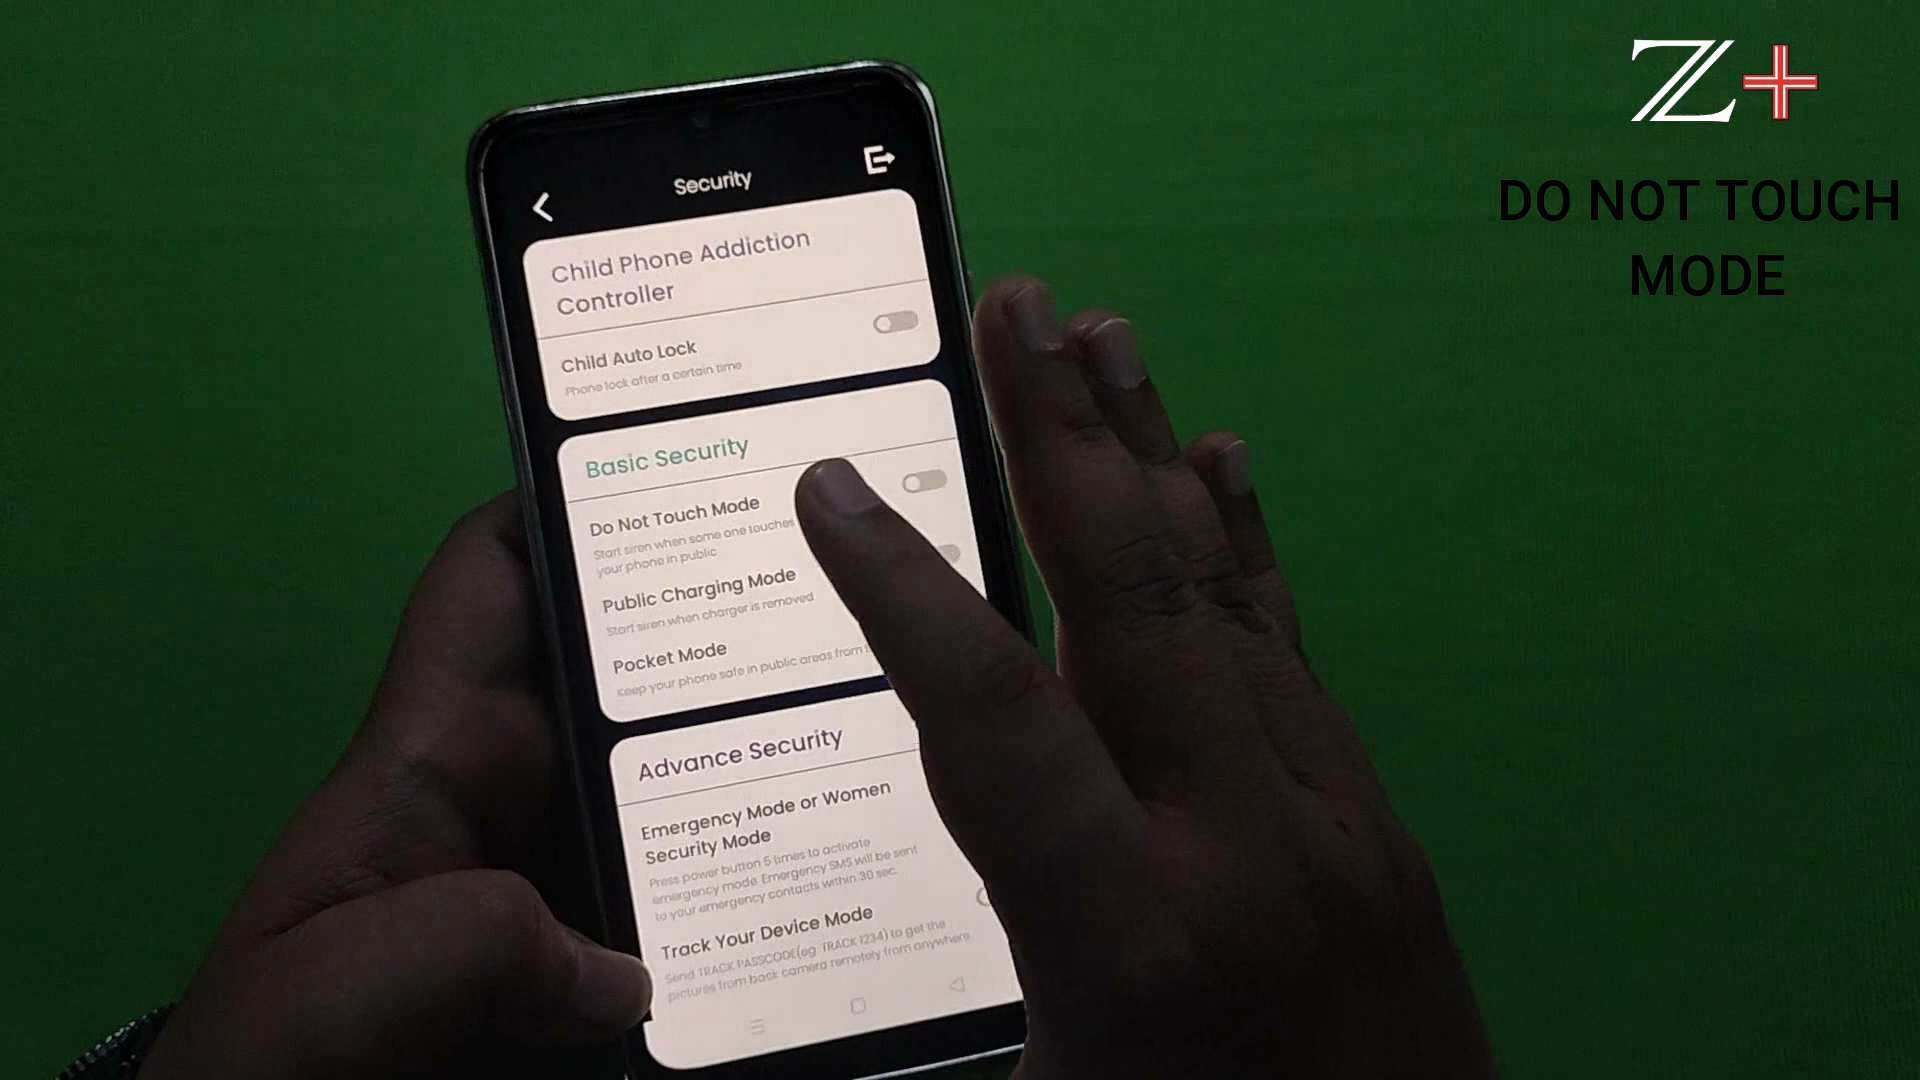 Z+
DO NOT TOUCH
MODE
Security
Child Phone Addiction
Controller
Child Auto Lock
Phone lock after a certain time
Basic Security
Do Not Touch Mode
Start siren when some one touches
your phone in public
Public Charging Mode
Start siren when charger is removed
Pocket Mode
Keep your phone safe in public areas from
Advance Security
Emergency Mode or Women
Security Mode
Press power button 5 times to activate
emergency mode. Emergency SMS will be sent
to your emergency contacts within 30 sec.
Track Your Device Mode
Send TRACK PASSCODE(eg. TRACK 1234) to get the
pictures from back camera remotely from anywhere